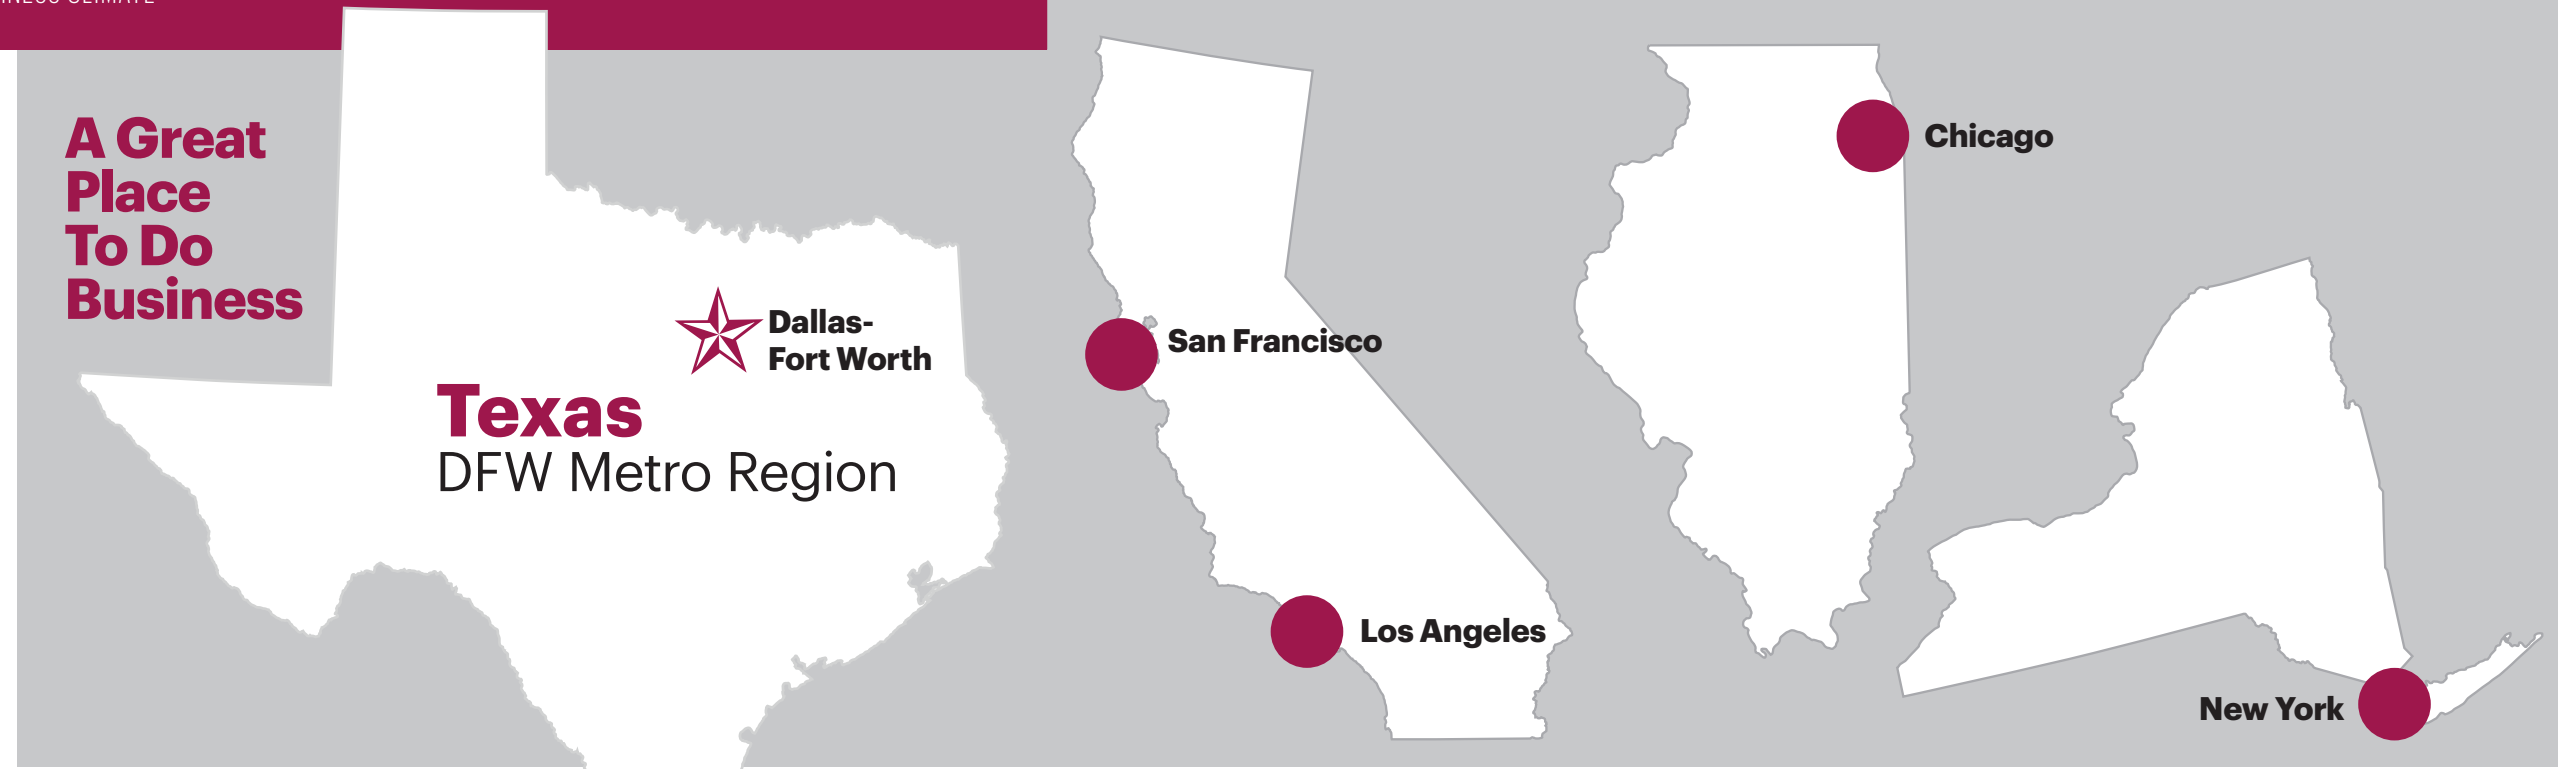 CLIMATE
A Great
Place
To Do
Business
Dallas-
Fort Worth
Texas
DFW Metro Region
San Francisco
Los Angeles
Chicago
New York